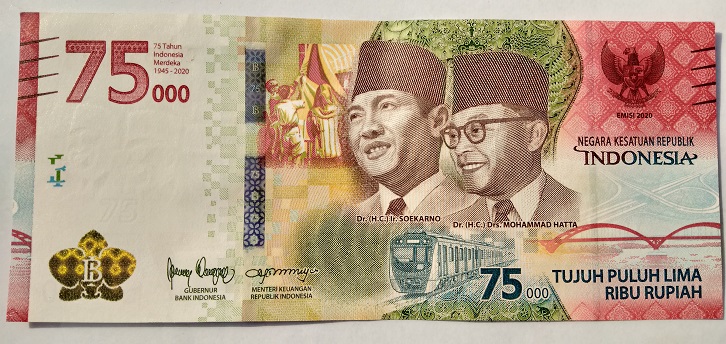 75 000
75 Tahun
Indonesia
Merdeka
1945 - 2020
EMISI 2020
NEGARA KESATUAN REPUBLIK
INDONESIA
Dr. (H.C.) Ir. SOEKARNO
Dr. (H.C.) Drs. MOHAMMAD HATTA
GUBERNUR
BANK INDONESIA
MENTERI KEUANGAN
REPUBLIK INDONESIA
75 000
TUJUH PULUH LIMA
RIBU RUPIAH